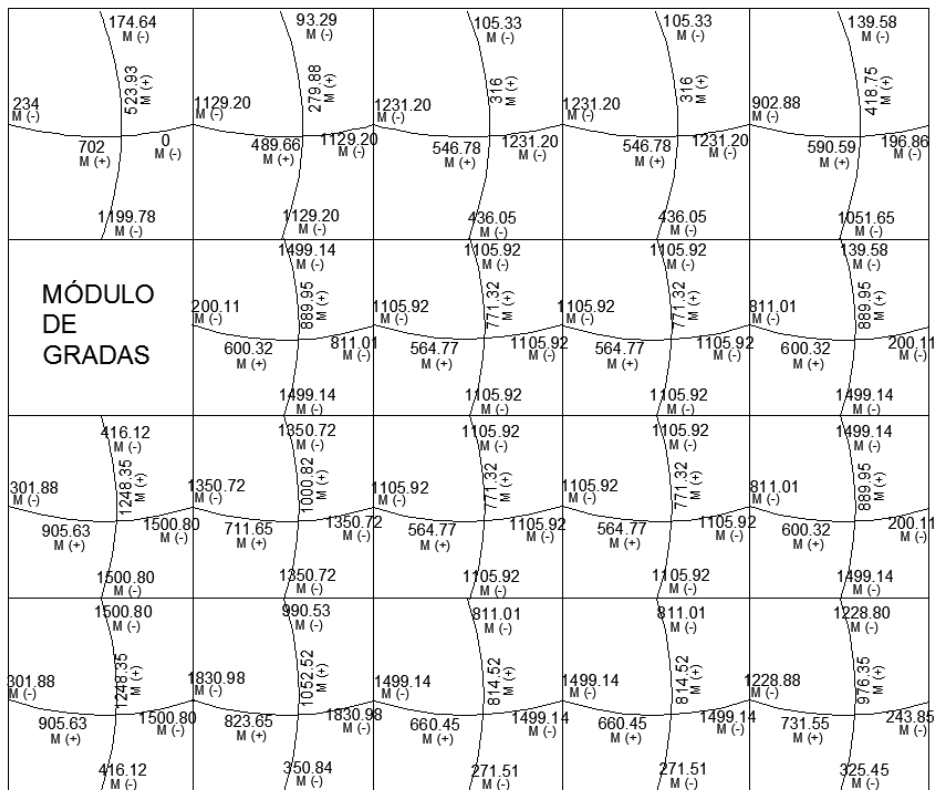 174.64
M (-)
93.29
M (-)
105.33
M (-)
105.33
M (-)
139.58
M (-)
523.93
M (+)
279.88
M (+)
316
M (+)
316
M (+)
418.75
M (+)
234
M (-)
1129.20
M (-)
1231.20
M (-)
1231.20
M (-)
902.88
M (-)
702
M (+)
0
M (-)
489.66
M (+)
1129.20
M (-)
546.78
M (+)
1231.20
M (-)
546.78
M (+)
1231.20
M (-)
590.59
M (+)
196.86
M (-)
1199.78
M (-)
1129.20
M (-)
436.05
M (-)
436.05
M (-)
1051.65
M (-)
MÓDULO
DE
GRADAS
1499.14
M (-)
1105.92
M (-)
1105.92
M (-)
139.58
M (-)
889.95
M (+)
771.32
M (+)
771.32
M (+)
889.95
M (+)
200.11
M (-)
1105.92
M (-)
1105.92
M (-)
811.01
M (-)
600.32
M (+)
811.01
M (-)
564.77
M (+)
1105.92
M (-)
564.77
M (+)
1105.92
M (-)
600.32
M (+)
200.11
M (-)
1499.14
M (-)
1105.92
M (-)
1105.92
M (-)
1499.14
M (-)
416.12
M (-)
1350.72
M (-)
1105.92
M (-)
1105.92
M (-)
1499.14
M (-)
1248.35
M (+)
1000.82
M (+)
771.32
M (+)
771.32
M (+)
889.95
M (+)
301.88
M (-)
1350.72
M (-)
1105.92
M (-)
1105.92
M (-)
811.01
M (-)
905.63
M (+)
1500.80
M (-)
711.65
M (+)
1350.72
M (-)
564.77
M (+)
1105.92
M (-)
564.77
M (+)
1105.92
M (-)
600.32
M (+)
200.11
M (-)
1500.80
M (-)
1350.72
M (-)
1105.92
M (-)
1105.92
M (-)
1499.14
M (-)
1500.80
M (-)
990.53
M (-)
811.01
M (-)
811.01
M (-)
1228.80
M (-)
1248.35
M (+)
1052.52
M (+)
814.52
M (+)
814.52
M (+)
976.35
M (+)
301.88
M (-)
1830.98
M (-)
1499.14
M (-)
1499.14
M (-)
1228.88
M (-)
905.63
M (+)
1500.80
M (-)
823.65
M (+)
1830.98
M (-)
660.45
M (+)
1499.14
M (-)
660.45
M (+)
1499.14
M (-)
731.55
M (+)
243.85
M (-)
416.12
M (-)
350.84
M (-)
271.51
M (-)
271.51
M (-)
325.45
M (-)